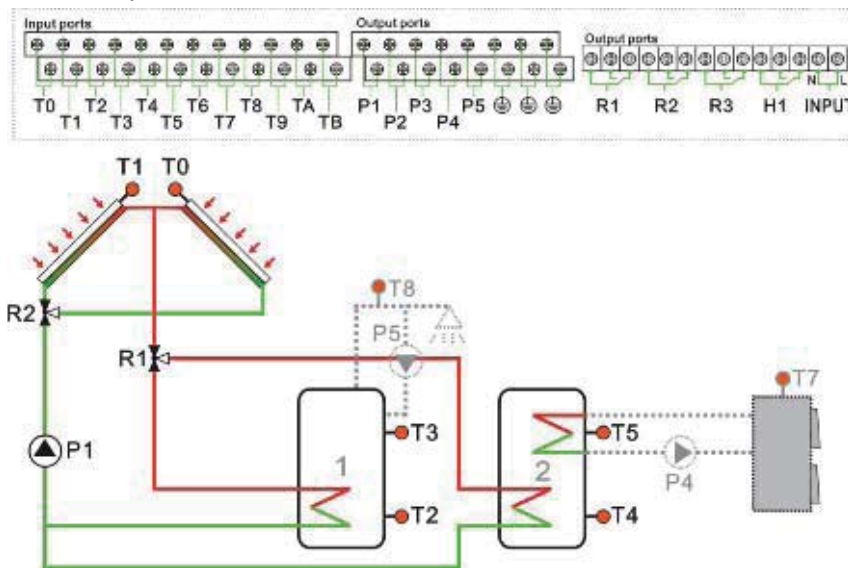 Input ports
Output ports
Output ports
T0 T2 T4 T6 T8 TA P1 P3 P5
T1 T3 T5 T7 T9 TB P2 P4
R1 R2 R3 H1 INPUT
N L
T1 T0
R2
T8
P5
R1
T7
P1
T3
T5
1
2
P4
T2
T4